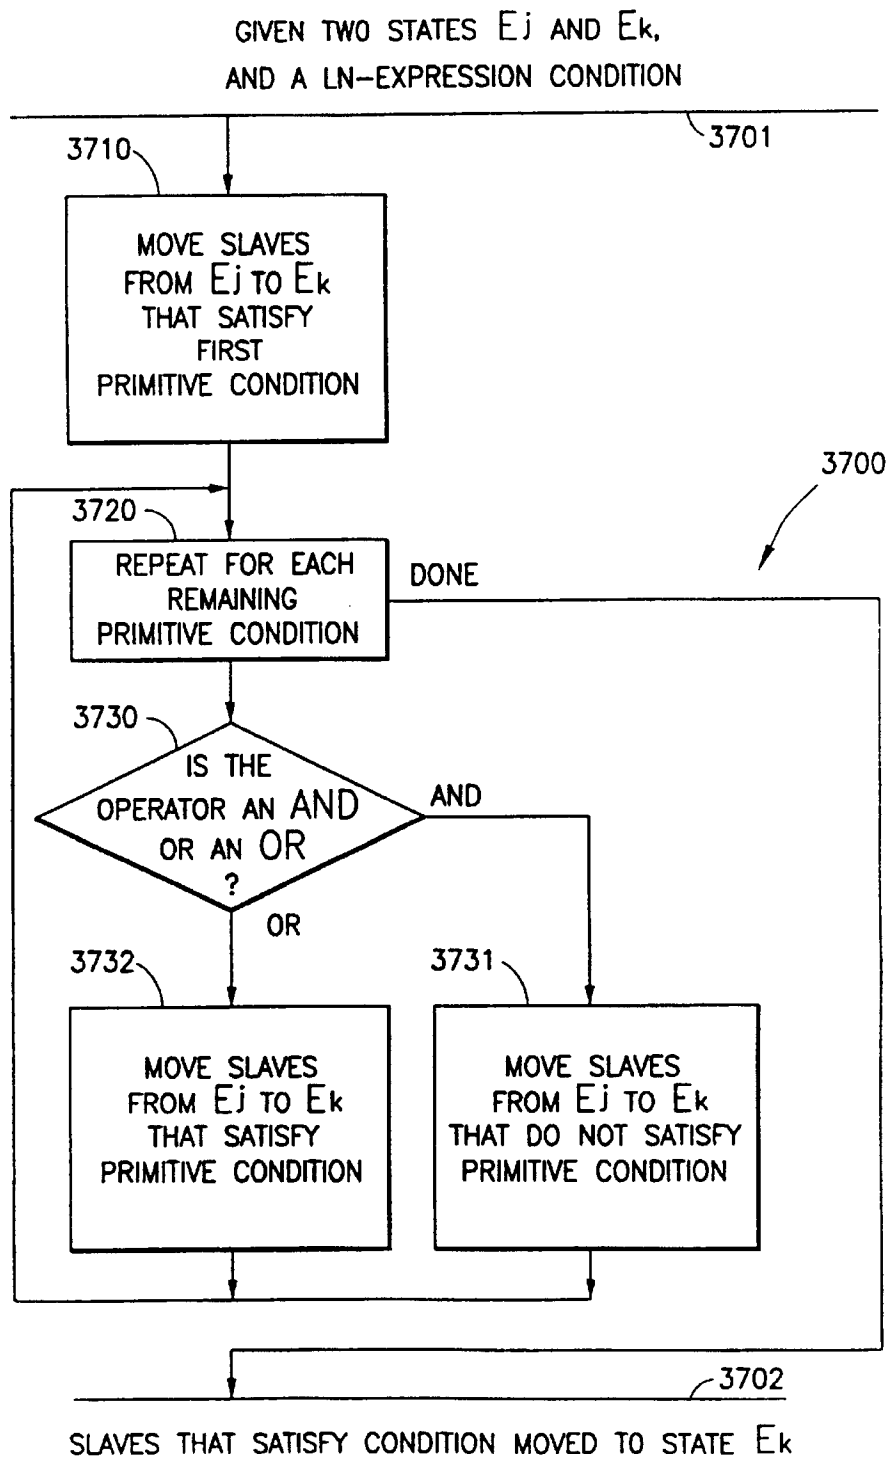 GIVEN TWO STATES Ej AND Ek,
AND A LN-EXPRESSION CONDITION
3701
3710
MOVE SLAVES
FROM Ej TO Ek
THAT SATISFY
FIRST
PRIMITIVE CONDITION
3700
3720
REPEAT FOR EACH
REMAINING
PRIMITIVE CONDITION
DONE
3730
IS THE
OPERATOR AN AND
OR AN OR
?
AND
OR
3732
MOVE SLAVES
FROM Ej TO Ek
THAT SATISFY
PRIMITIVE CONDITION
3731
MOVE SLAVES
FROM Ej TO Ek
THAT DO NOT SATISFY
PRIMITIVE CONDITION
3702
SLAVES THAT SATISFY CONDITION MOVED TO STATE Ek